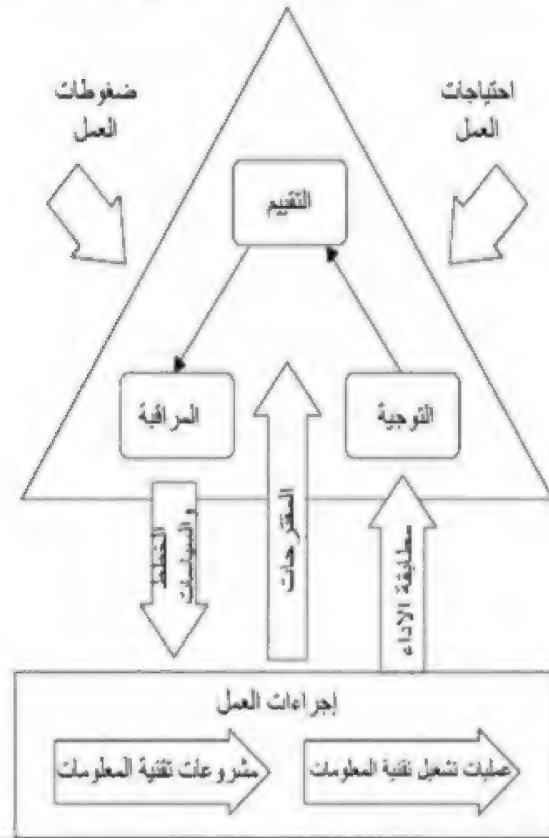 ضغوطات
العمل
احتياجات
العمل
التقييم
المراقبة
التوجية
الخطط
والسياسات
المقترحات
مطابقة الاداء
إجراءات العمل
مشروعات تقنية المعلومات
عمليات تشغيل تقنية المعلومات